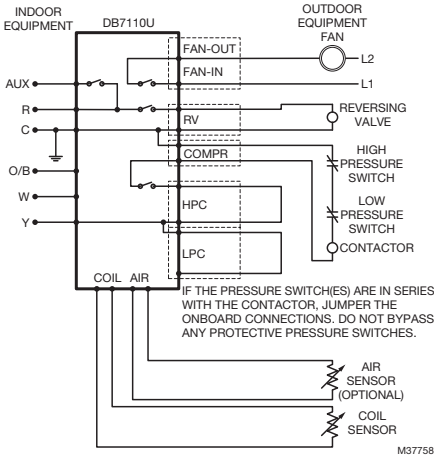 INDOOR
EQUIPMENT
DB7110U
OUTDOOR
EQUIPMENT
FAN
FAN-OUT
L2
FAN-IN
AUX
L1
R
REVERSING
VALVE
RV
C
COMPR
HIGH
PRESSURE
SWITCH
O/B
W
HPC
LOW
PRESSURE
SWITCH
Y
LPC
CONTACTOR
COIL AIR
IF THE PRESSURE SWITCH(ES) ARE IN SERIES
WITH THE CONTACTOR, JUMPER THE
ONBOARD CONNECTIONS. DO NOT BYPASS
ANY PROTECTIVE PRESSURE SWITCHES.
AIR
SENSOR
(OPTIONAL)
COIL
SENSOR
M37758